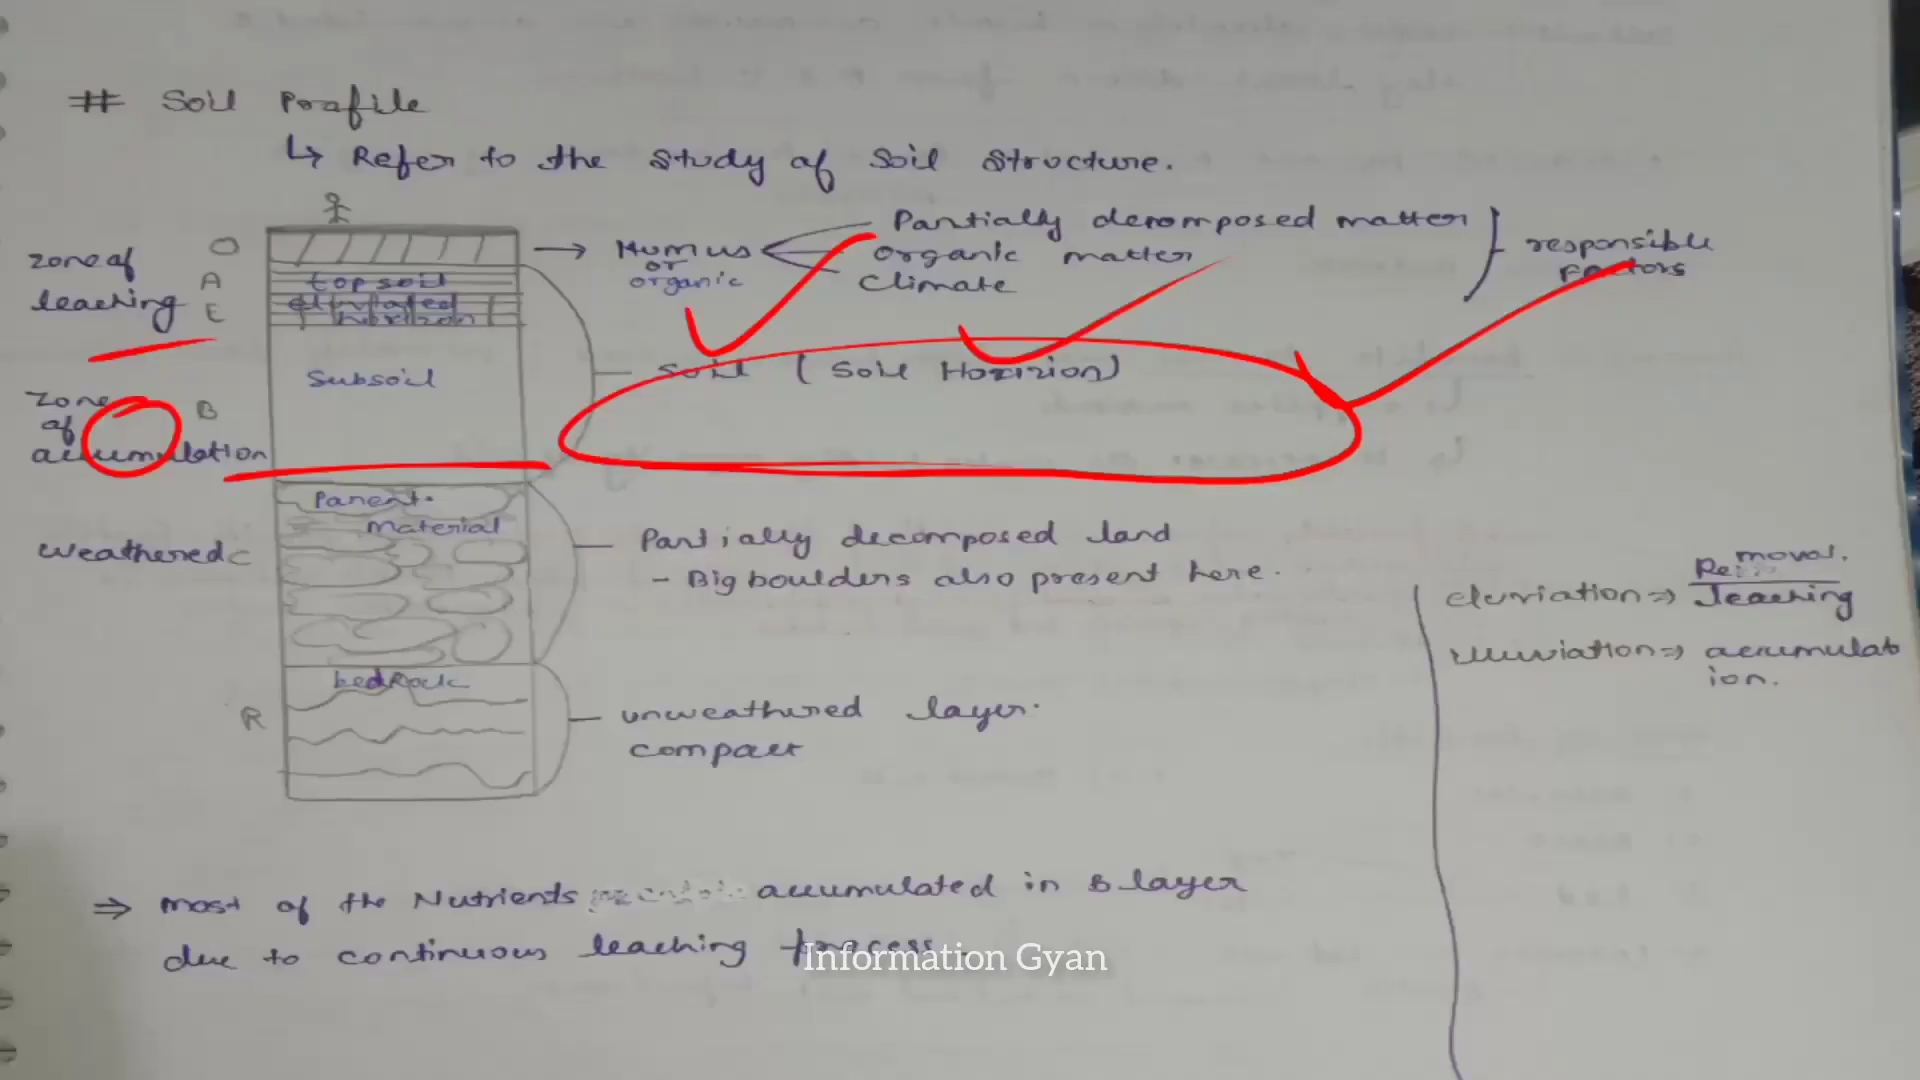 # Soil Profile
↳ Refer to the study of Soil Structure.
Zone of leaching
O
A
E
topsoil
eluviated horizon
Subsoil
→ Humus or organic
Partially decomposed matter
organic matter
Climate
responsible factors
Soil (Soil Horizion)
Zone of accumulation
B
Parent material
weathered C
Partially decomposed land
- Big boulders also present here.
eluviation ⇒ Removal. leaching
illuviation ⇒ accumulation.
bedrock
R
unweathered layer.
compact
⇒ Most of the Nutrients accumulated in B layer
due to continuous leaching process.
Information Gyan